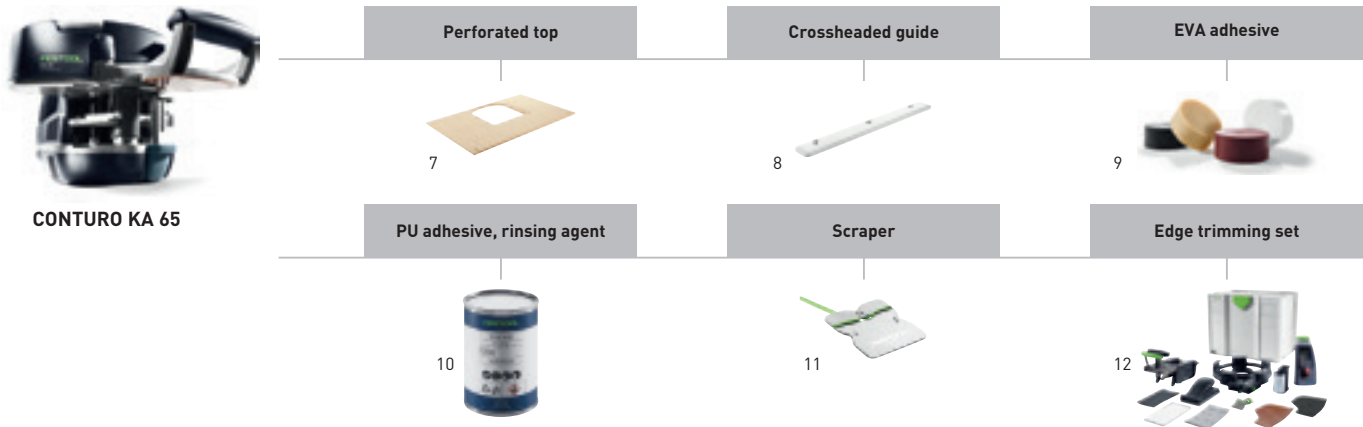 FESTOOL
CONTURO KA 65
Perforated top
Crossheaded guide
EVA adhesive
7
8
9
PU adhesive, rinsing agent
Scraper
Edge trimming set
10
11
12